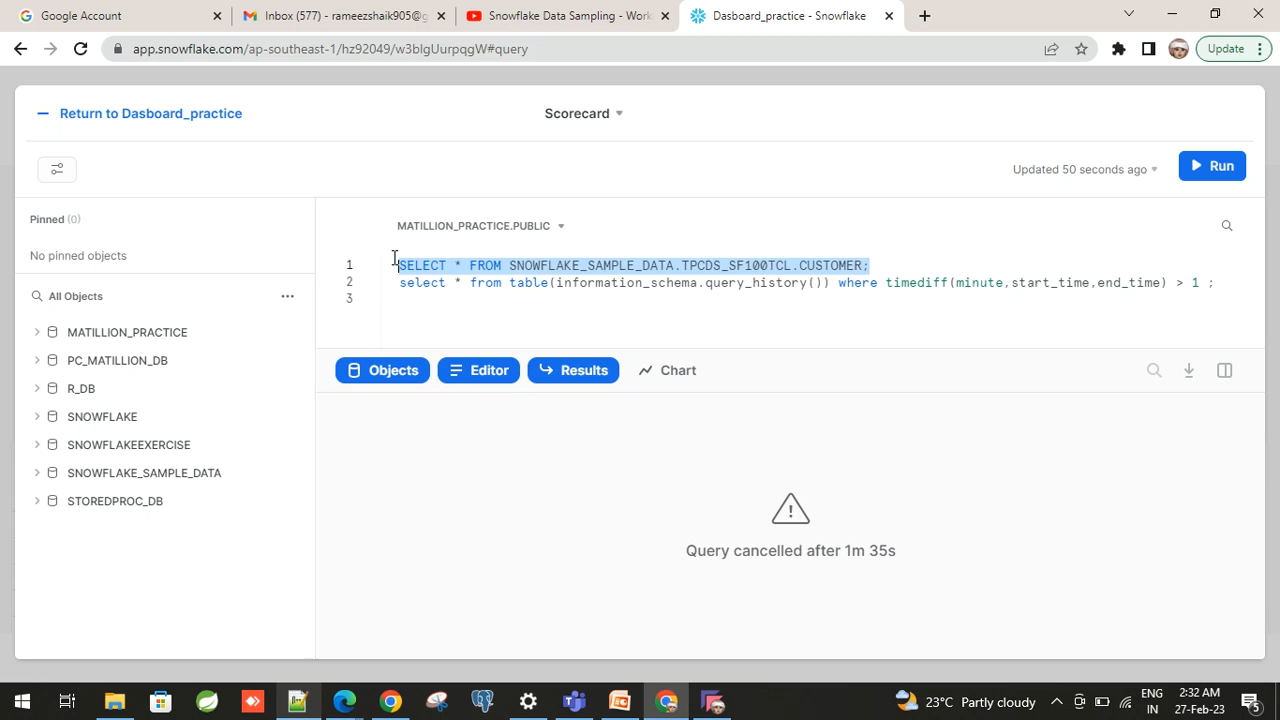 Google Account
Inbox (577) - rameezshaik905@g
Snowflake Data Sampling - Work
Dasboard_practice - Snowflake
app.snowflake.com/ap-southeast-1/hz92049/w3bIgUurpqgW#query
Update
Return to Dasboard_practice
Scorecard
Updated 50 seconds ago
Run
Pinned (0)
No pinned objects
All Objects
MATILLION_PRACTICE
PC_MATILLION_DB
R_DB
SNOWFLAKE
SNOWFLAKEEXERCISE
SNOWFLAKE_SAMPLE_DATA
STOREDPROC_DB
MATILLION_PRACTICE.PUBLIC
1 SELECT * FROM SNOWFLAKE_SAMPLE_DATA.TPCDS_SF100TCL.CUSTOMER;
2 select * from table(information_schema.query_history()) where timediff(minute,start_time,end_time) > 1 ;
3
Objects
Editor
Results
Chart
Query cancelled after 1m 35s
23°C Partly cloudy
ENG
IN
2:32 AM
27-Feb-23
5